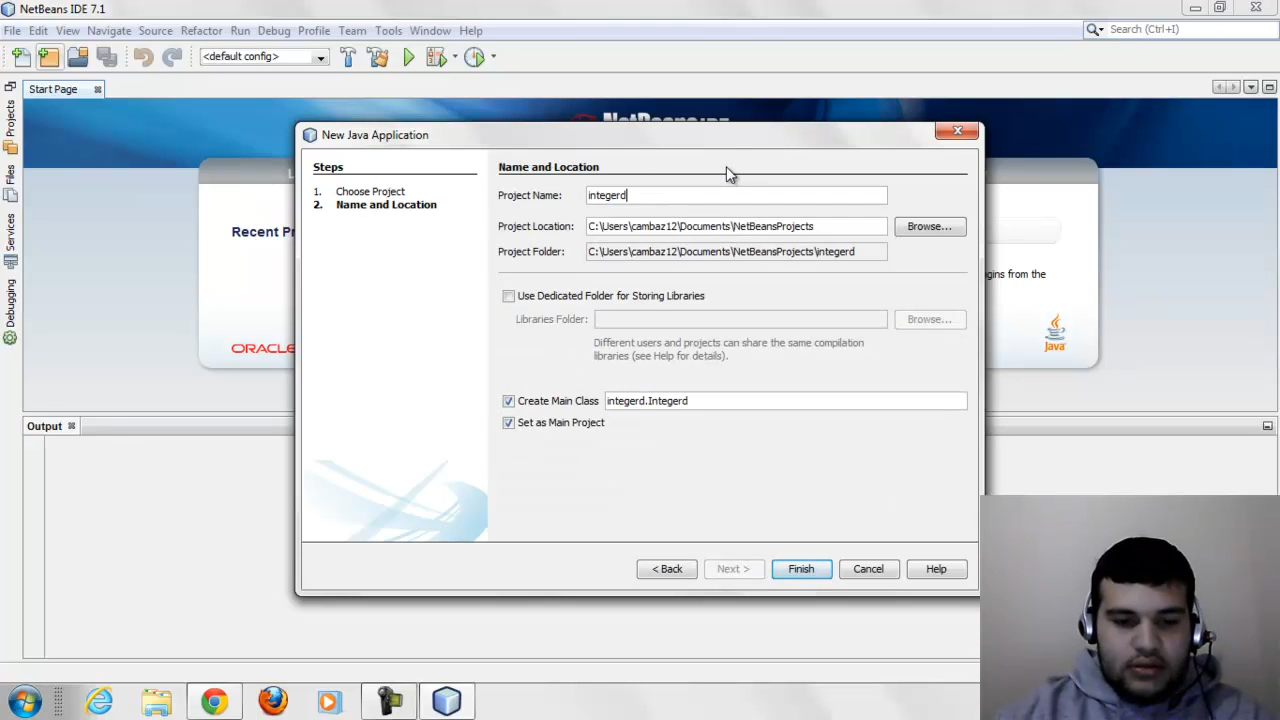 NetBeans IDE 7.1
File Edit View Navigate Source Refactor Run Debug Profile Team Tools Window Help
Search (Ctrl+I)
<default config>
Start Page
Projects
Files
Services
Debugging
New Java Application
Steps
1. Choose Project
2. Name and Location
Name and Location
Project Name: integerd
Project Location: C:\Users\cambaz12\Documents\NetBeansProjects Browse...
Project Folder: C:\Users\cambaz12\Documents\NetBeansProjects\integerd
Use Dedicated Folder for Storing Libraries
Libraries Folder: Browse...
Different users and projects can share the same compilation
libraries (see Help for details).
Create Main Class integerd.Integerd
Set as Main Project
< Back Next > Finish Cancel Help
Recent Pr
gins from the
ORACLE
Java
Output